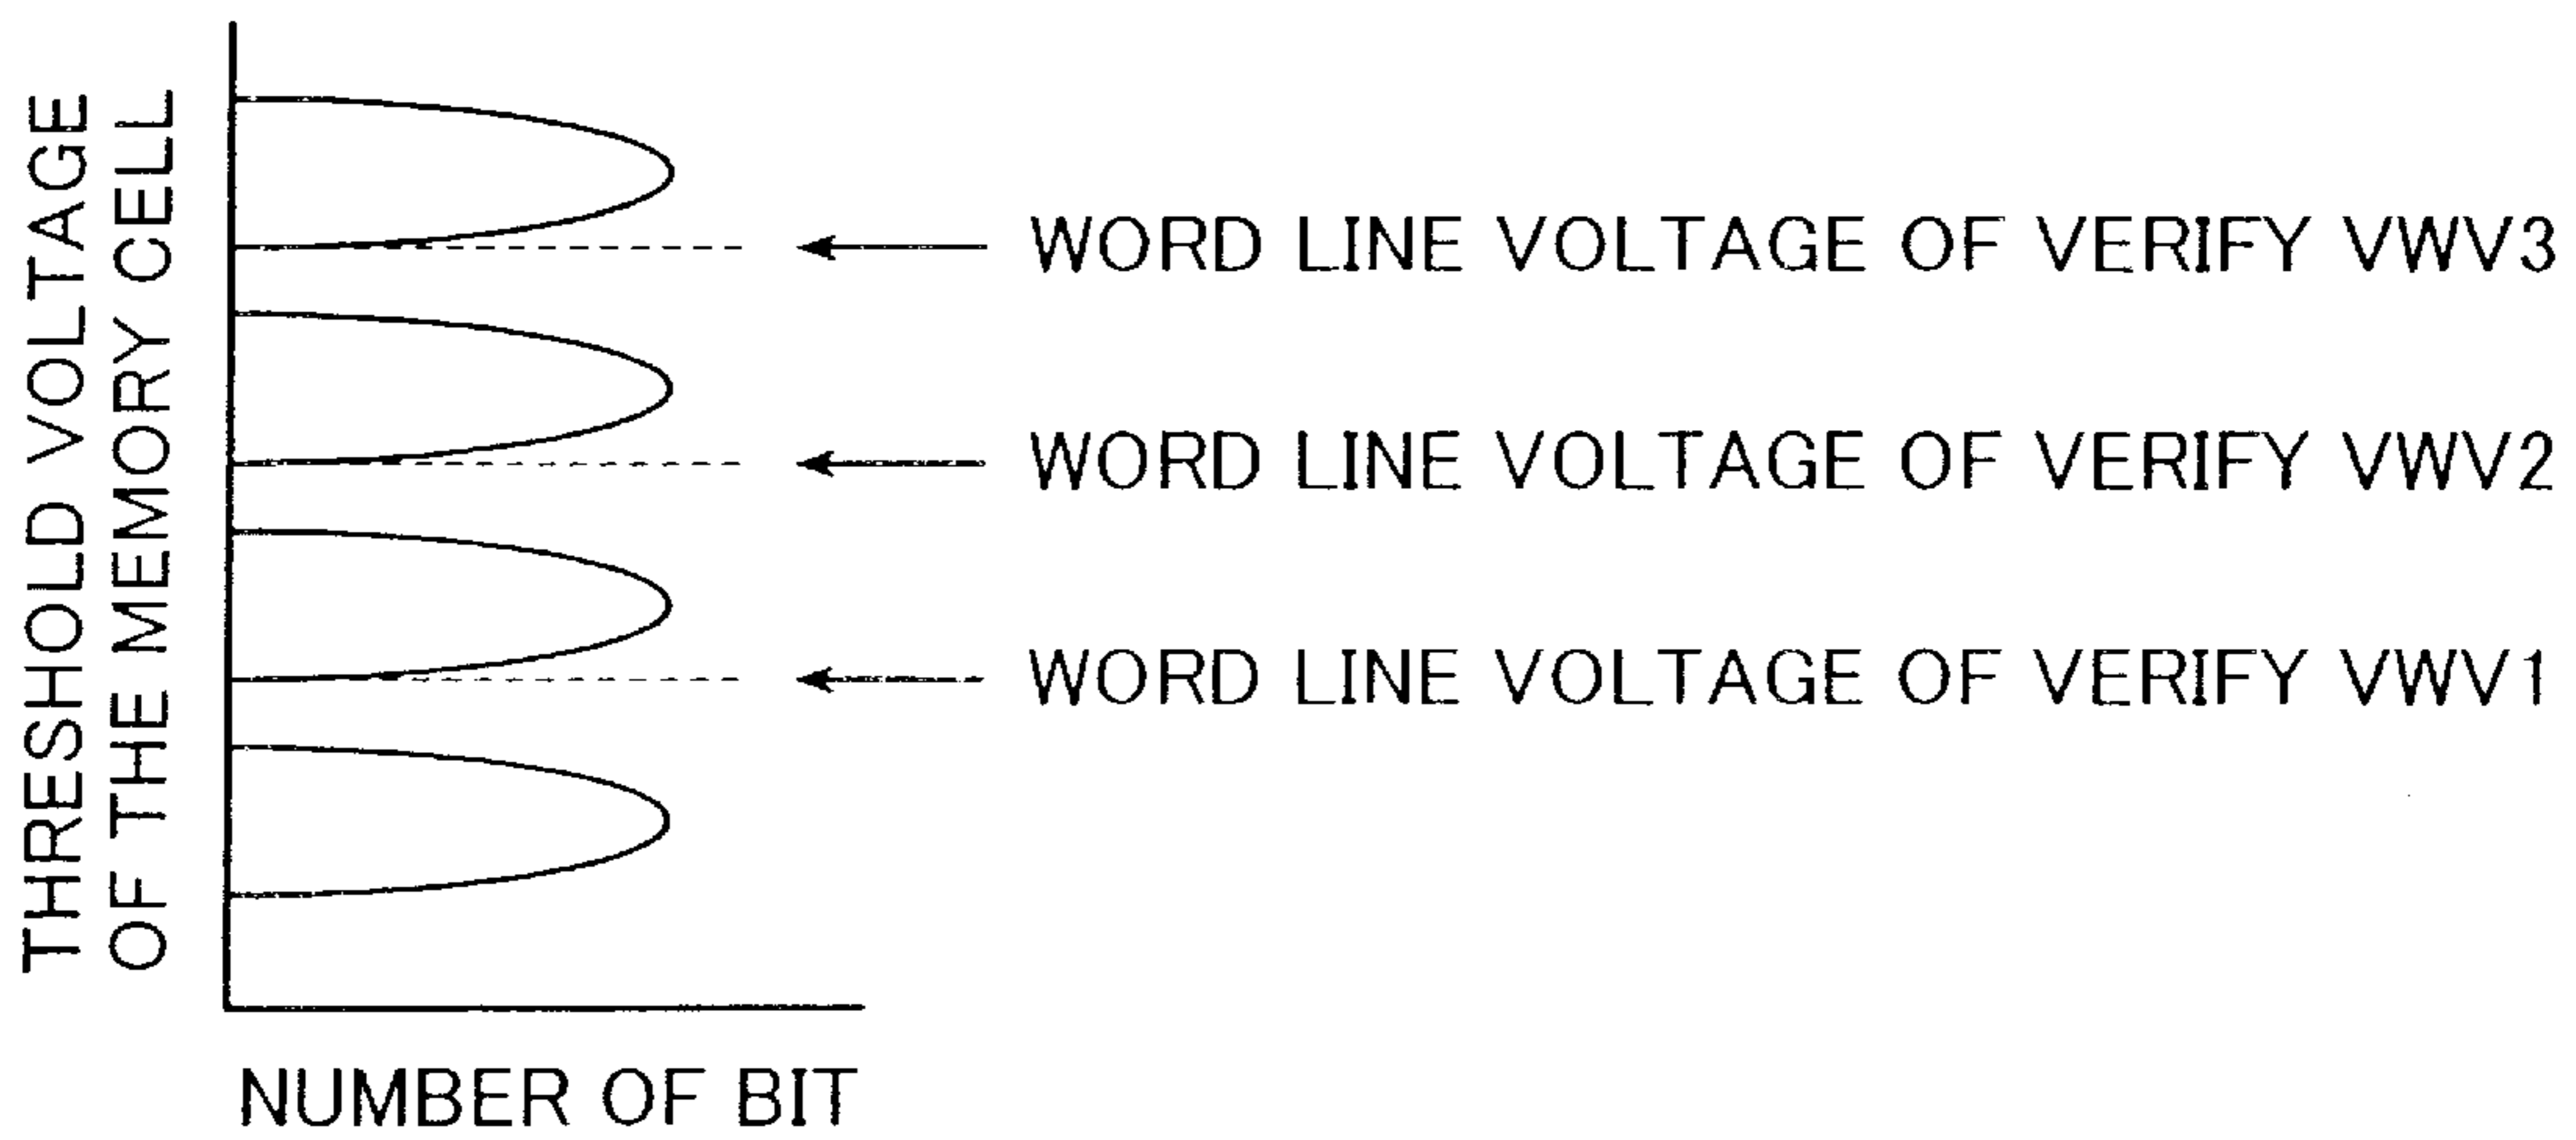 THRESHOLD VOLTAGE
OF THE MEMORY CELL
WORD LINE VOLTAGE OF VERIFY VWV3
WORD LINE VOLTAGE OF VERIFY VWV2
WORD LINE VOLTAGE OF VERIFY VWV1
NUMBER OF BIT